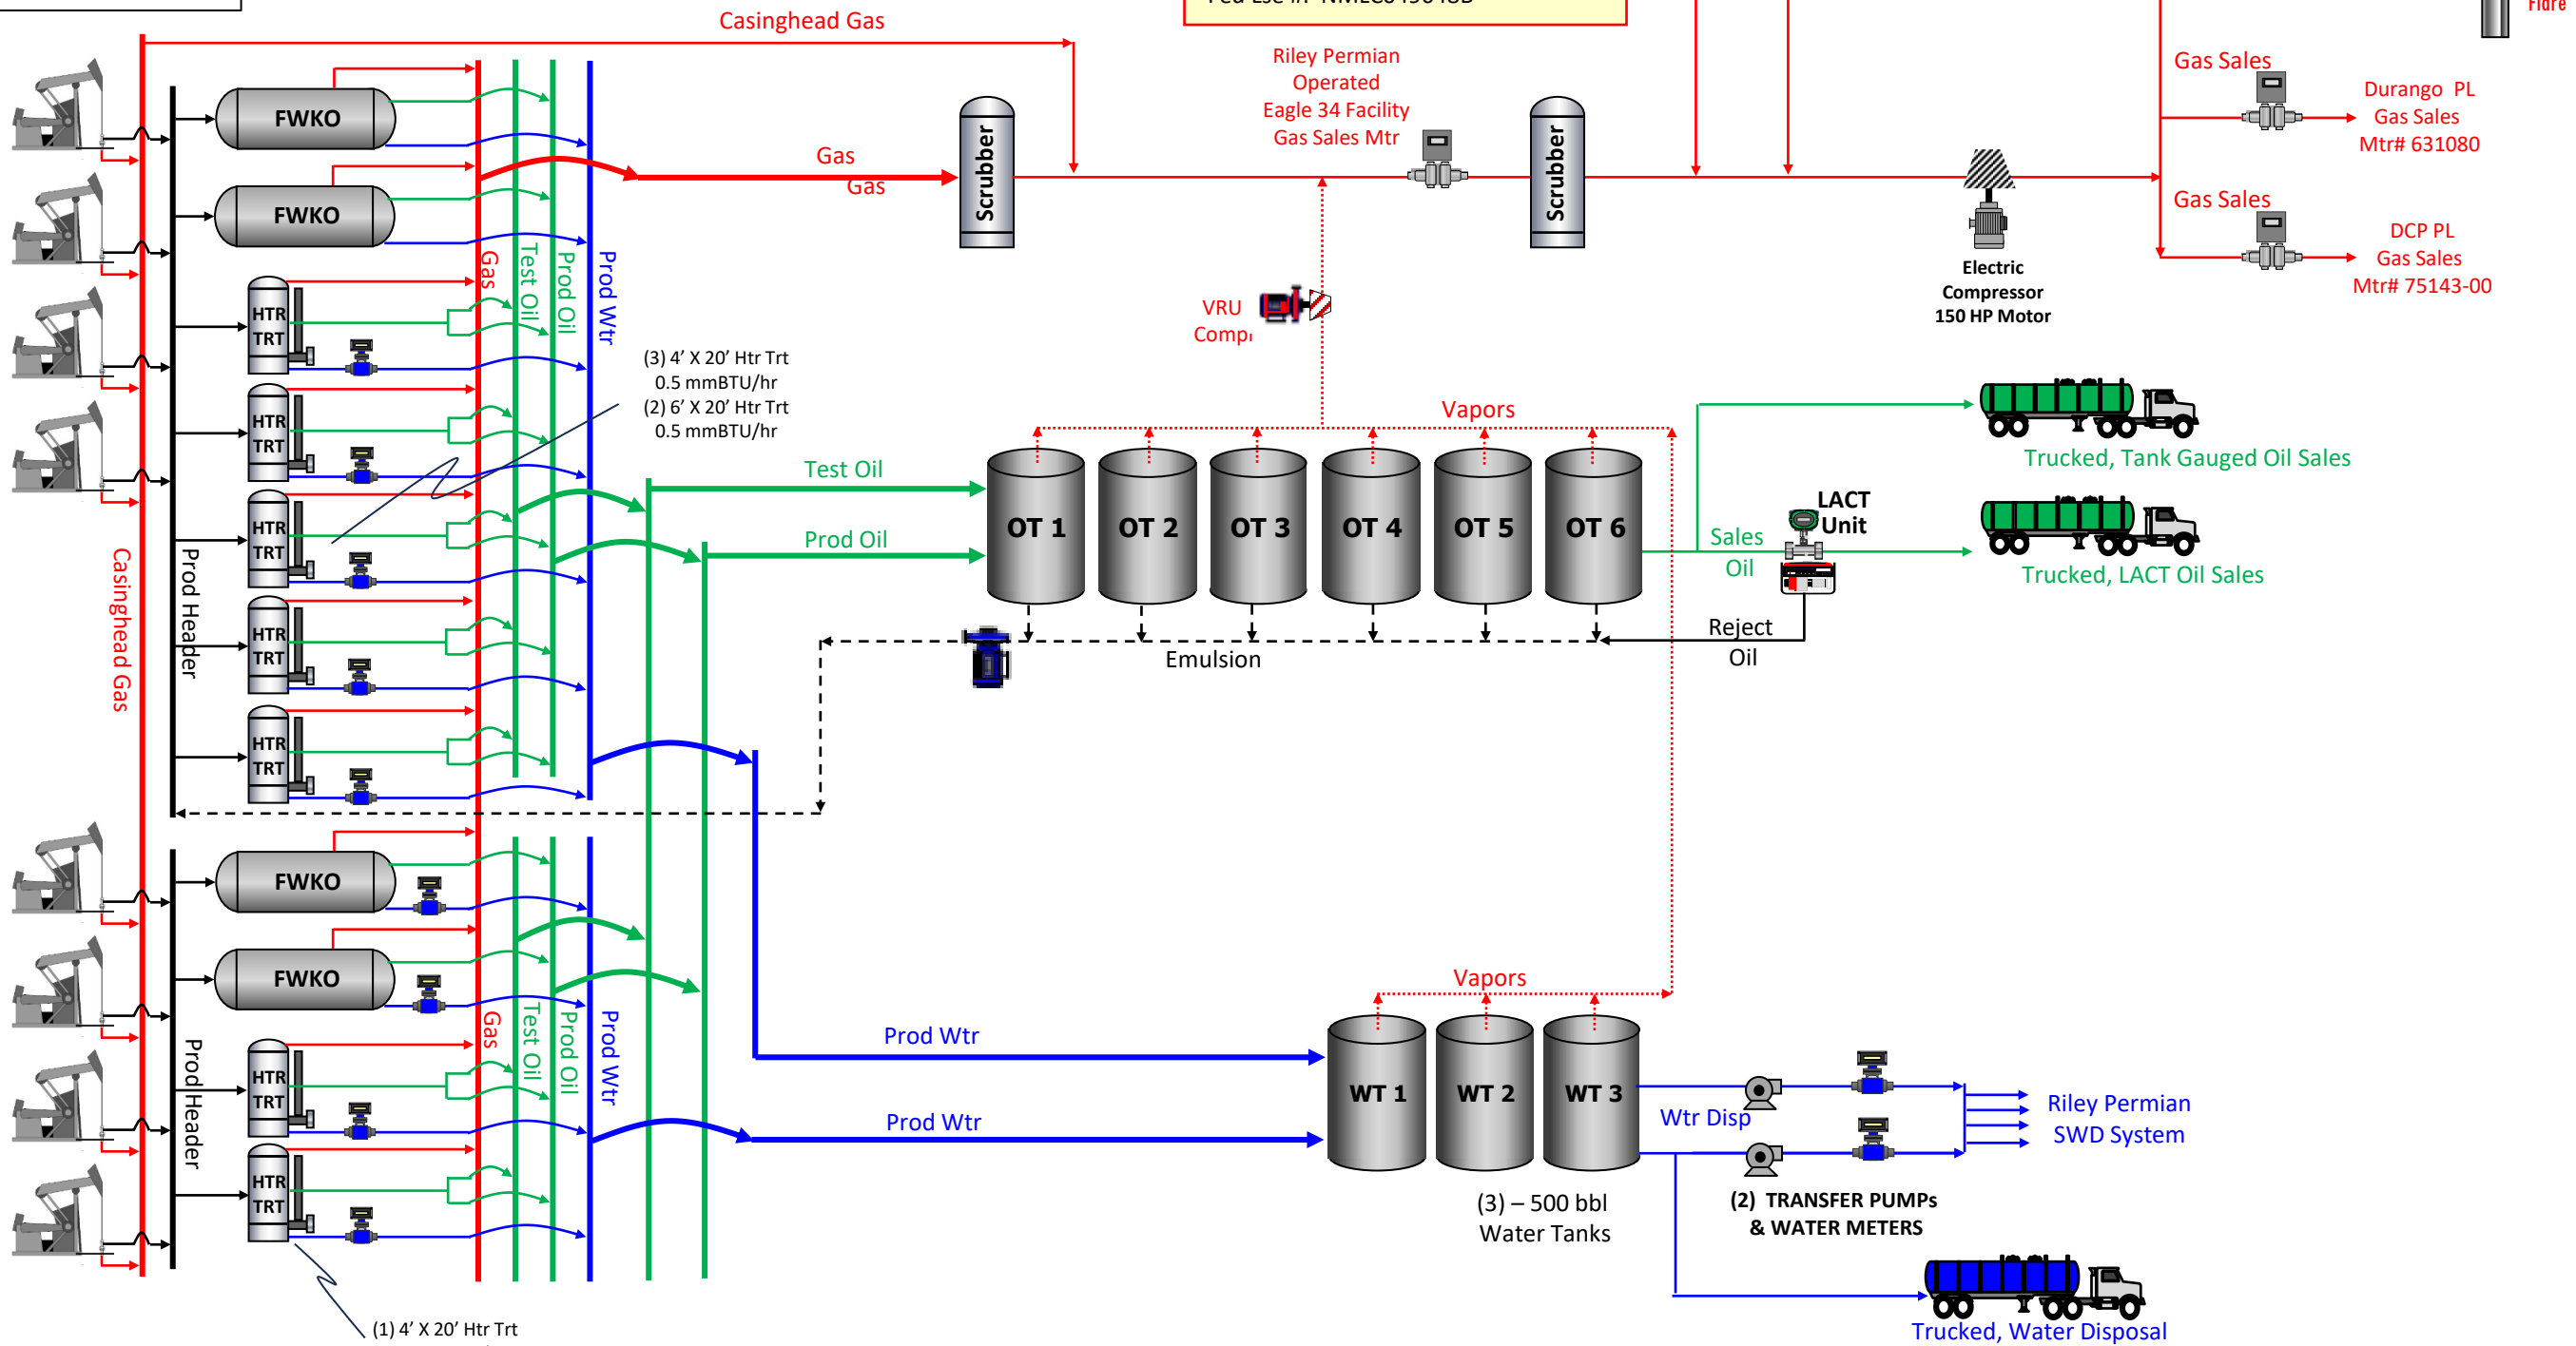 Casinghead Gas
Flare
Riley Permian
Operated
Eagle 34 Facility
Gas Sales Mtr
Gas Sales
Durango PL
Gas Sales
Mtr# 631080
Gas Sales
DCP PL
Gas Sales
Mtr# 75143-00
FWKO
FWKO
Gas
Gas
Scrubber
Scrubber
Electric
Compressor
150 HP Motor
VRU
Gas
Test Oil
Prod Oil
Prod Wtr
HTR
TRT
HTR
TRT
HTR
TRT
HTR
TRT
HTR
TRT
(3) 4’ X 20’ Htr Trt
0.5 mmBTU/hr
(2) 6’ X 20’ Htr Trt
0.5 mmBTU/hr
Casinghead Gas
Prod Header
Test Oil
Prod Oil
Vapors
OT 1
OT 2
OT 3
OT 4
OT 5
OT 6
Sales
Oil
LACT
Unit
Trucked, Tank Gauged Oil Sales
Trucked, LACT Oil Sales
Reject
Oil
Emulsion
FWKO
FWKO
Gas
Test Oil
Prod Oil
Prod Wtr
Prod Header
HTR
TRT
HTR
TRT
Prod Wtr
Prod Wtr
Vapors
WT 1
WT 2
WT 3
Wtr Disp
Riley Permian
SWD System
(3) – 500 bbl
Water Tanks
(2) TRANSFER PUMPs
& WATER METERS
Trucked, Water Disposal
(1) 4’ X 20’ Htr Trt